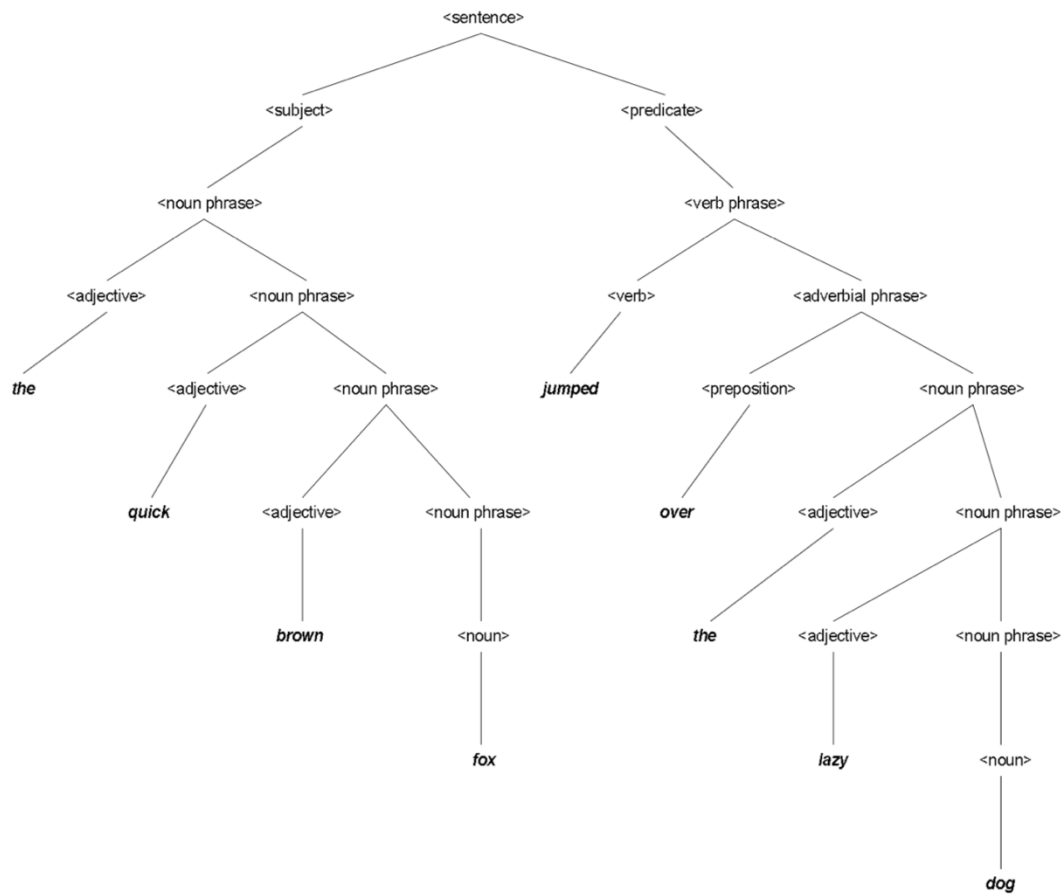 <sentence>
<subject> <predicate>
<noun phrase> <verb phrase>
<adjective> <noun phrase> <verb> <adverbial phrase>
the <adjective> <noun phrase> jumped <preposition> <noun phrase>
quick <adjective> <noun phrase> over <adjective> <noun phrase>
brown <noun> the <adjective> <noun phrase>
fox lazy <noun>
dog